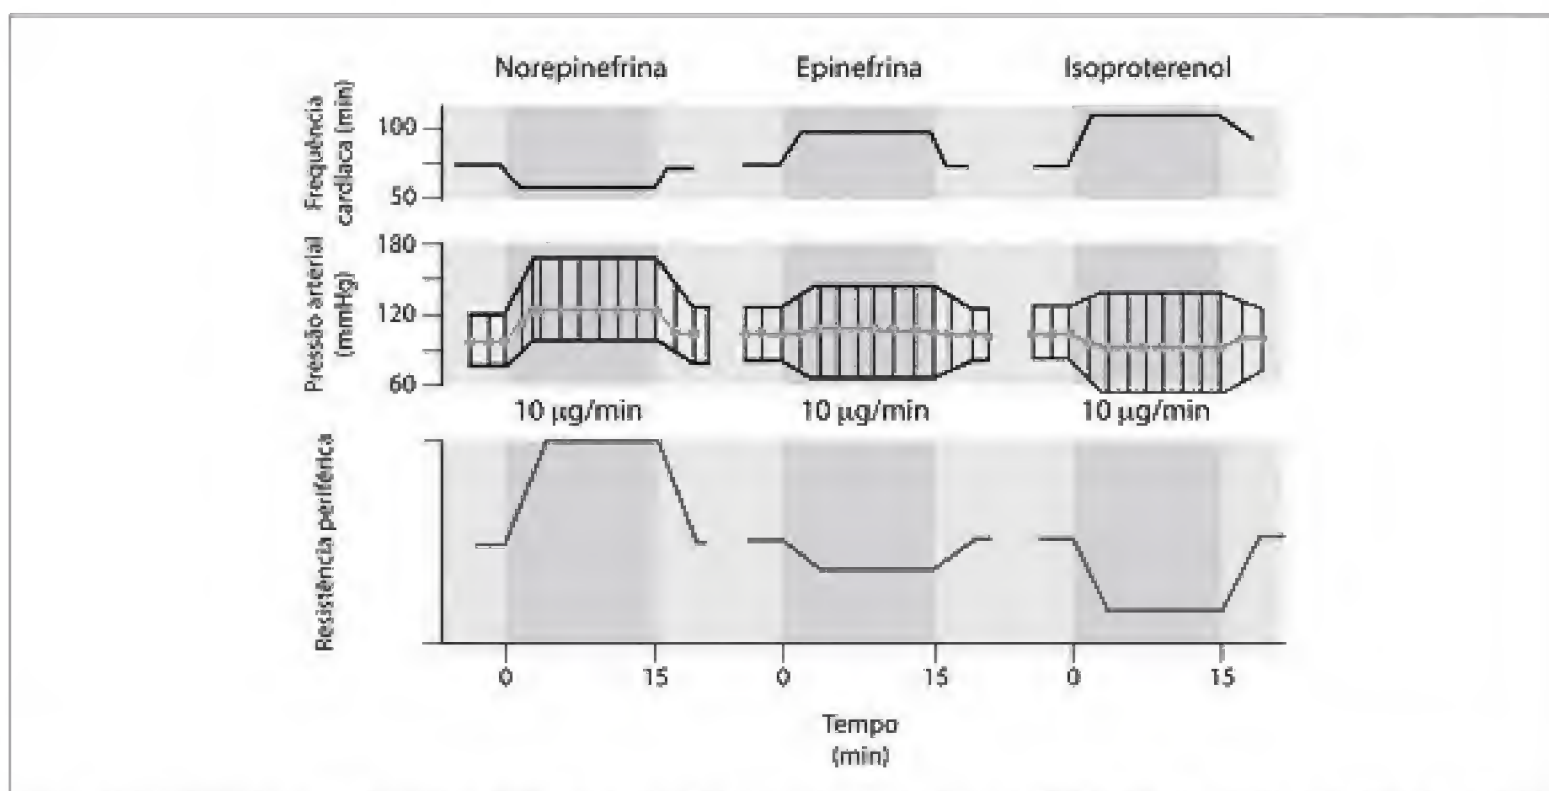 Norepinefrina Epinefrina Isoproterenol
Frequência
cardíaca (min)
100
50
Pressão arterial
(mmHg)
180
120
60
10 μg/min 10 μg/min 10 μg/min
Resistência periférica
0 15 0 15 0 15
Tempo
(min)